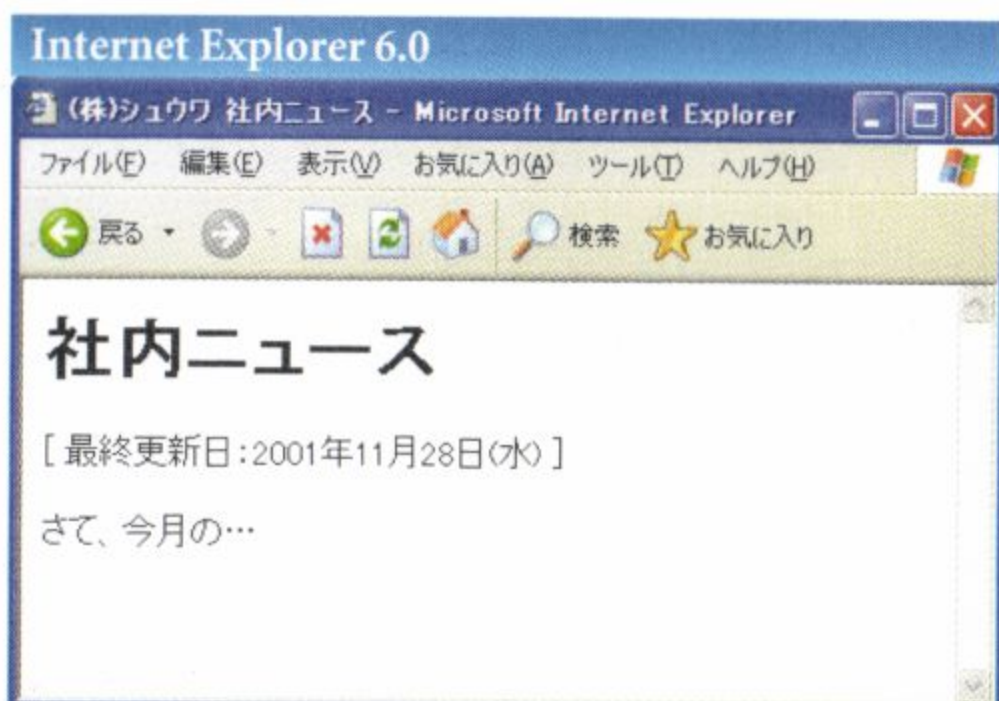 Internet Explorer 6.0
(株)シュウワ 社内ニュース - Microsoft Internet Explorer
ファイル(F) 編集(E) 表示(V) お気に入り(A) ツール(T) ヘルプ(H)
戻る 検索 お気に入り
社内ニュース
[ 最終更新日：2001年11月28日(水) ]
さて、今月の…